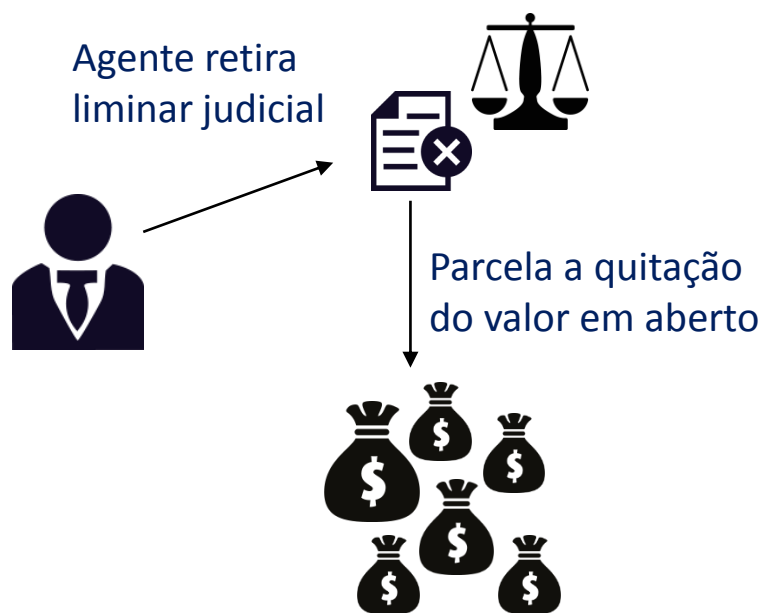 Agente retira
liminar judicial
Parcela a quitação
do valor em aberto
$
$
$
$
$
$